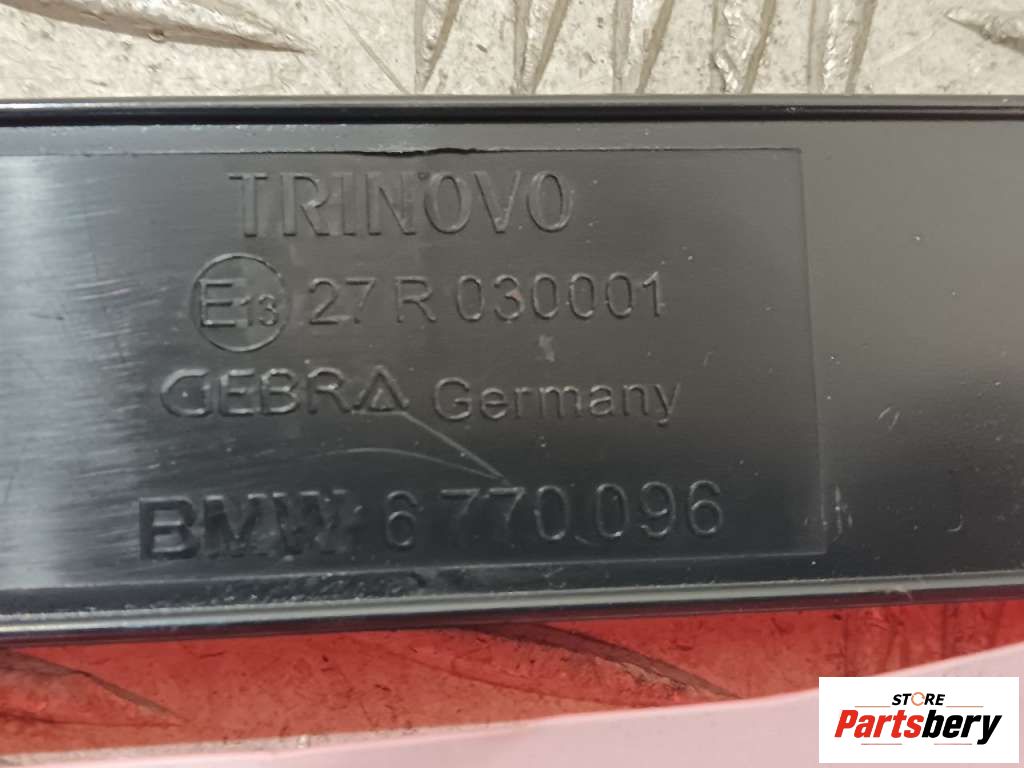 TRINOVO
E13 27 R 030001
GEBRA Germany
BMW 6 770 096
STORE
Partsbery